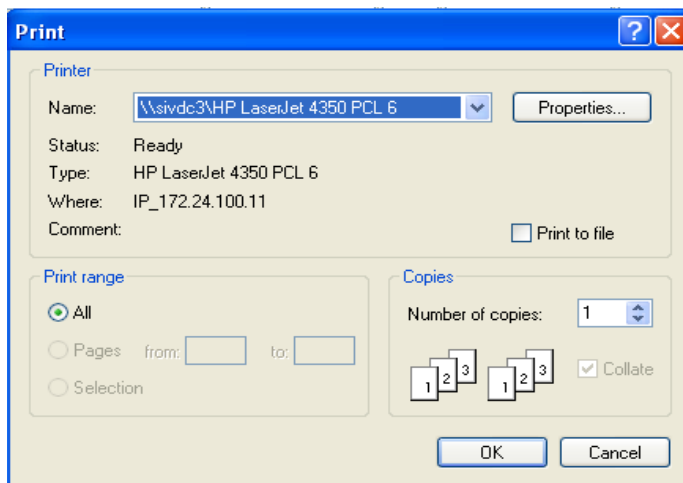 Print
Printer
Name: \\sivdc3\HP LaserJet 4350 PCL 6 Properties...
Status: Ready
Type: HP LaserJet 4350 PCL 6
Where: IP_172.24.100.11
Comment: Print to file
Print range
All
Pages from: to:
Selection
Copies
Number of copies: 1
1 2 3 1 2 3 Collate
OK Cancel